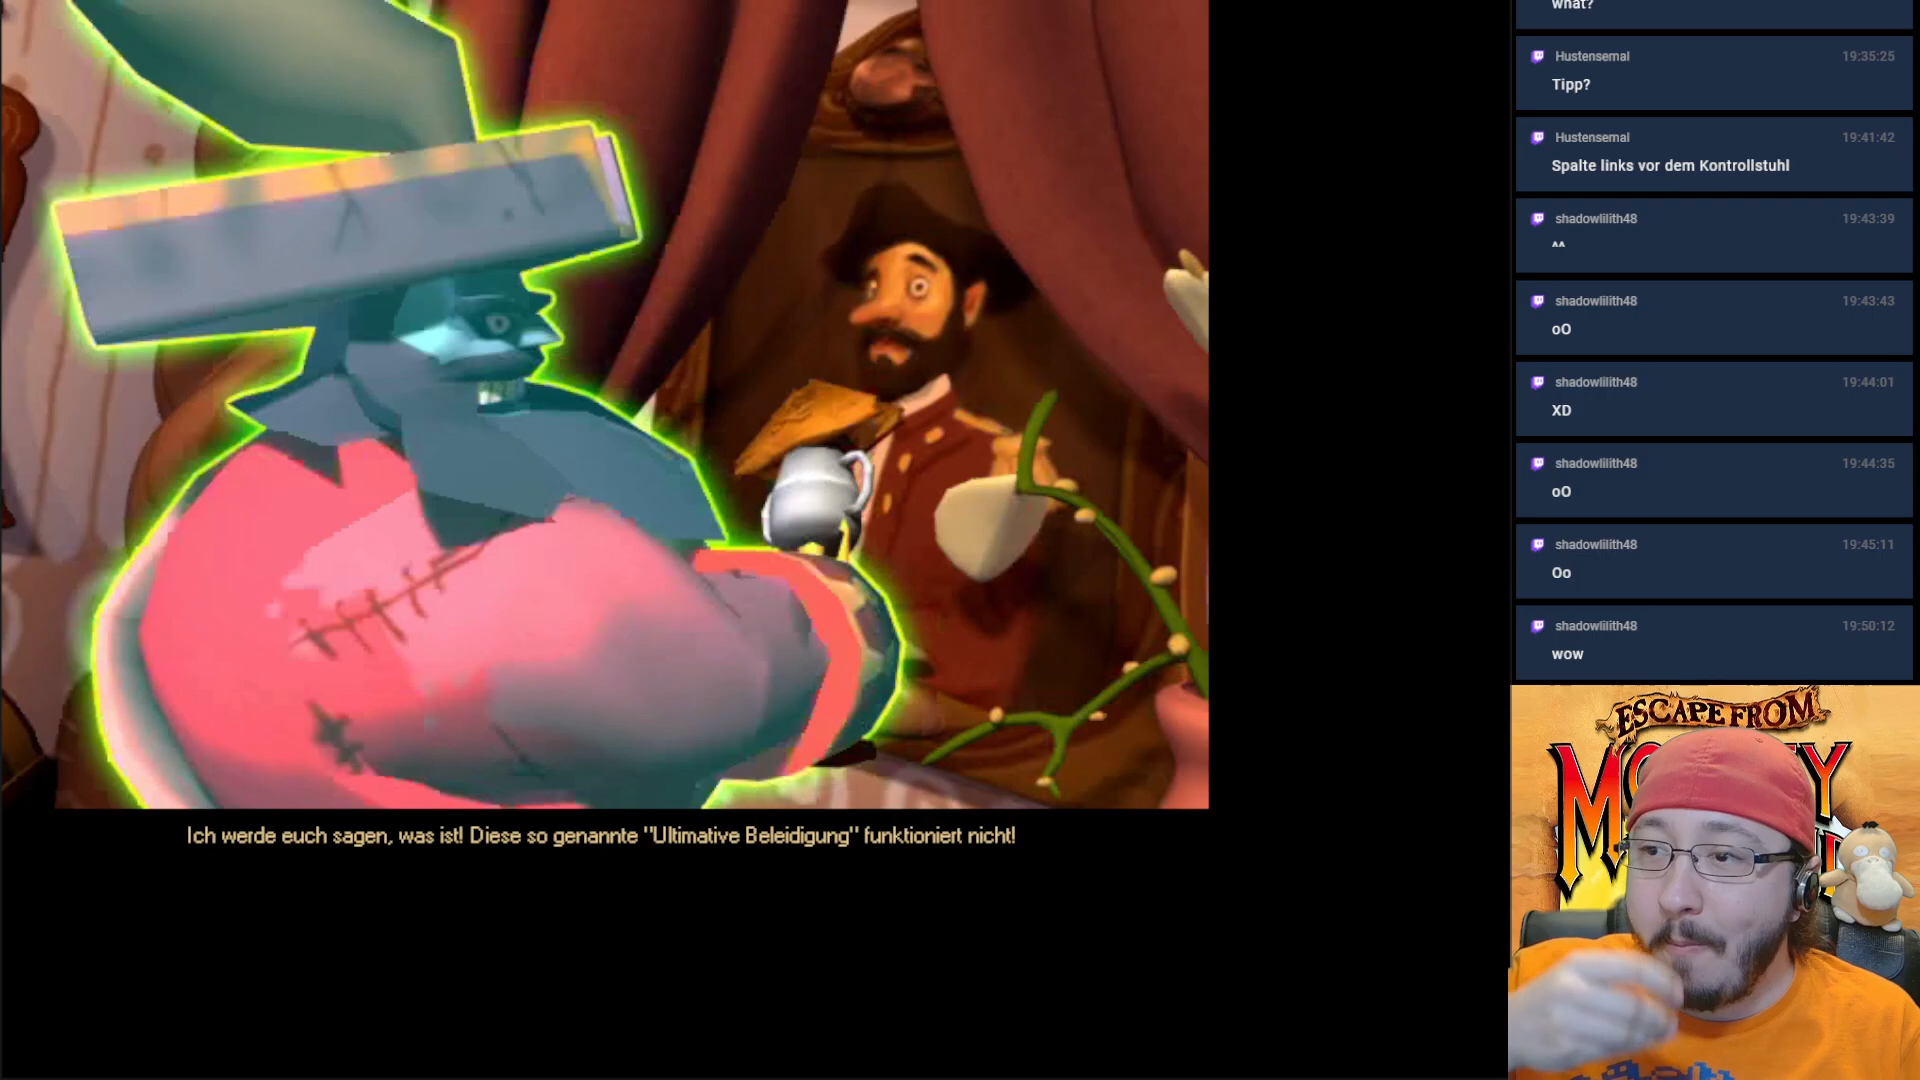 Ich werde euch sagen, was ist! Diese so genannte "Ultimative Beleidigung" funktioniert nicht!
what?
Hustensemal 19:35:25
Tipp?
Hustensemal 19:41:42
Spalte links vor dem Kontrollstuhl
shadowlilith48 19:43:39
^^
shadowlilith48 19:43:43
oO
shadowlilith48 19:44:01
XD
shadowlilith48 19:44:35
oO
shadowlilith48 19:45:11
Oo
shadowlilith48 19:50:12
wow
ESCAPE FROM